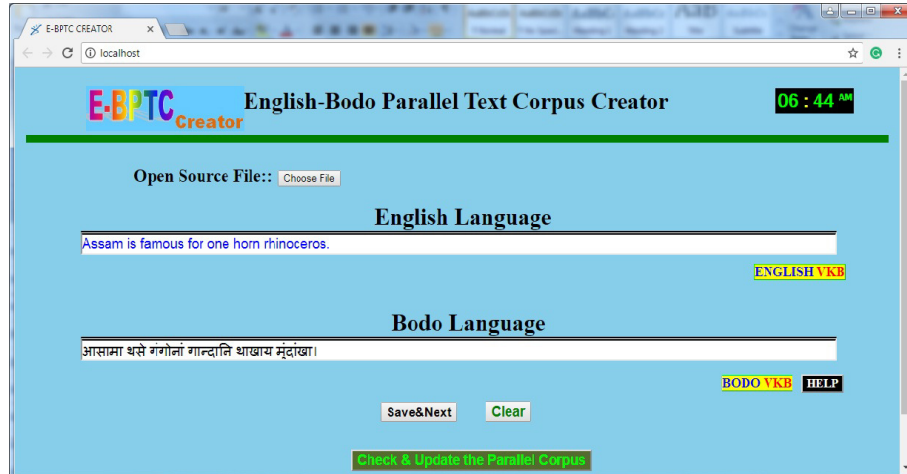 E-BPTC CREATOR
localhost
E-BPTC Creator
English-Bodo Parallel Text Corpus Creator
06 : 44 AM
Open Source File:: Choose File
English Language
Assam is famous for one horn rhinoceros.
ENGLISH VKB
Bodo Language
आसामा थसे गंगोनां गान्दानि थाखाय मुंदांखा।
BODO VKB HELP
Save&Next Clear
Check & Update the Parallel Corpus